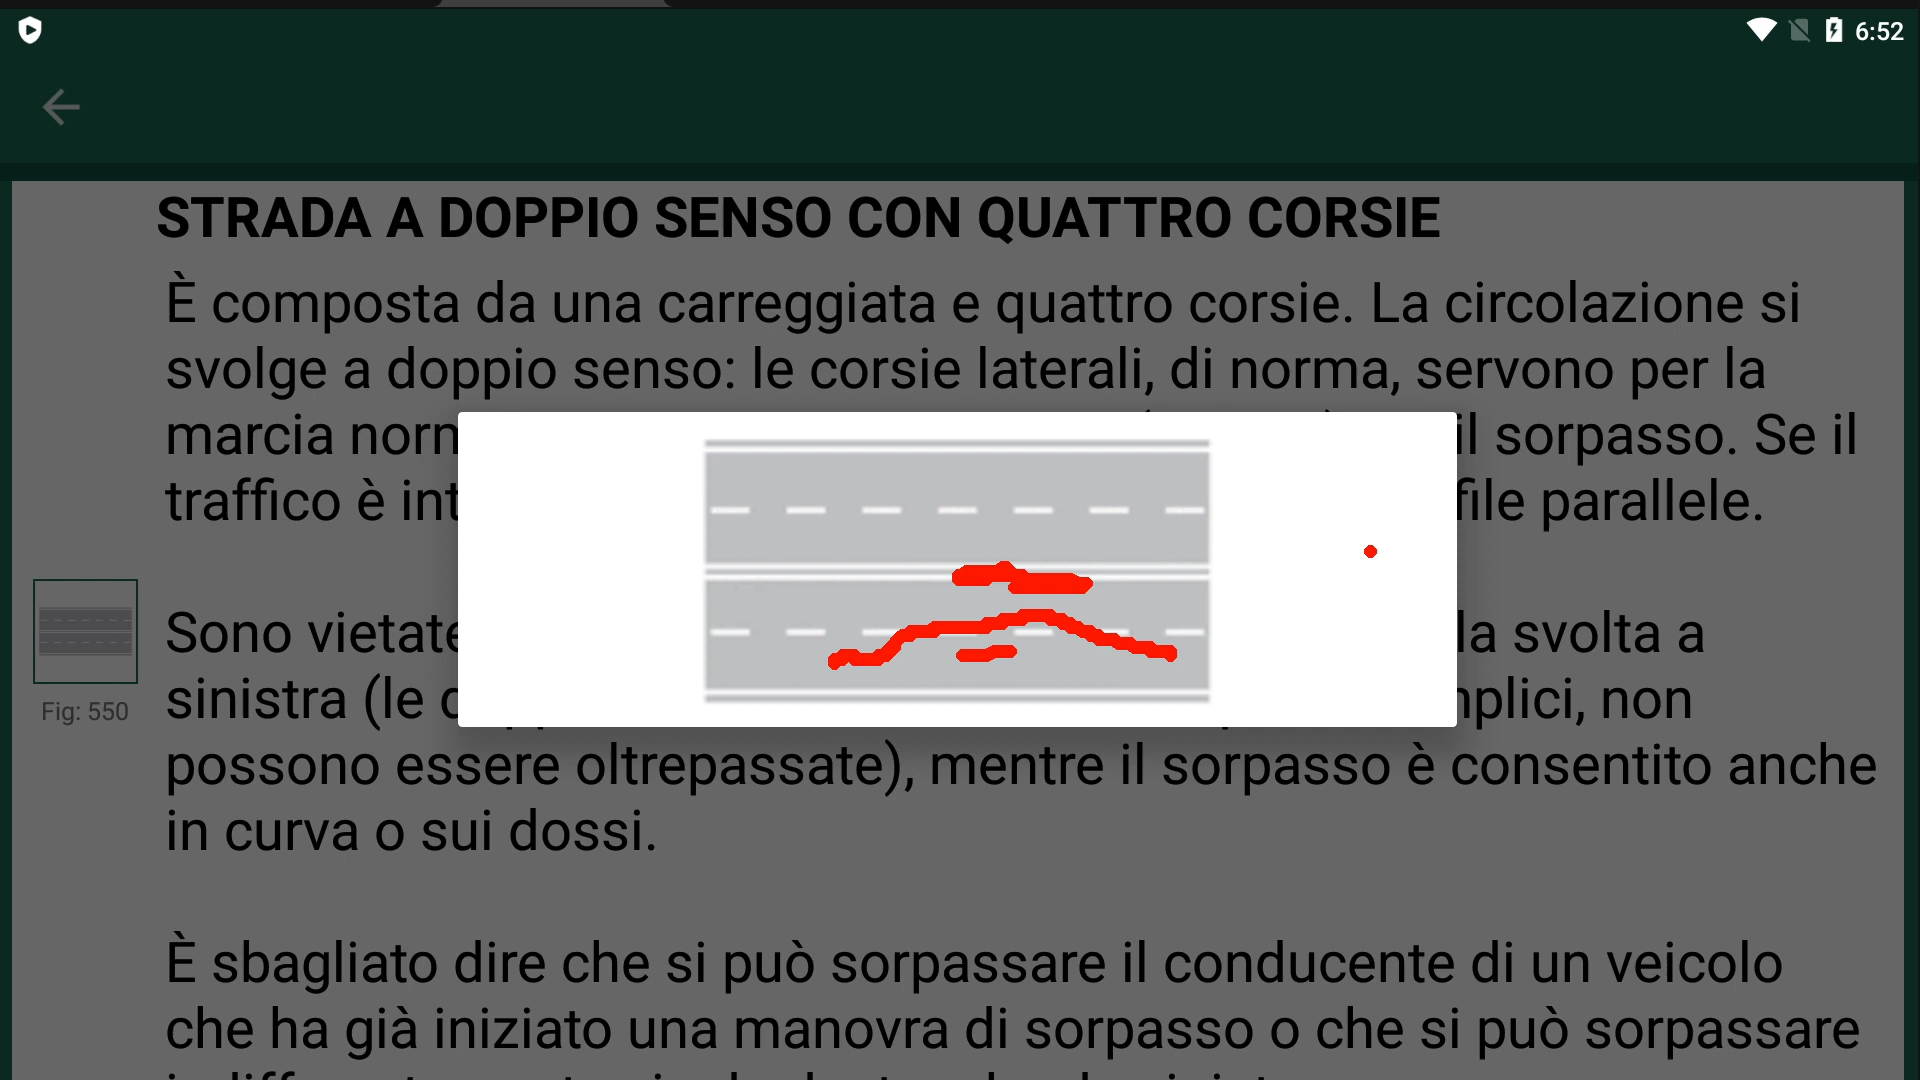 6:52
STRADA A DOPPIO SENSO CON QUATTRO CORSIE
È composta da una carreggiata e quattro corsie. La circolazione si
svolge a doppio senso: le corsie laterali, di norma, servono per la
marcia il sorpasso. Se il
traffico è file parallele.
Sono la svolta a
sinistra (le non
possono essere oltrepassate), mentre il sorpasso è consentito anche
in curva o sui dossi.
Fig: 550
È sbagliato dire che si può sorpassare il conducente di un veicolo
che ha già iniziato una manovra di sorpasso o che si può sorpassare